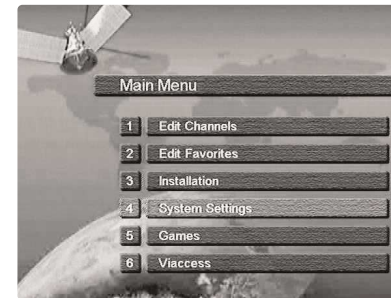 Main Menu
1 Edit Channels
2 Edit Favorites
3 Installation
4 System Settings
5 Games
6 Viaccess